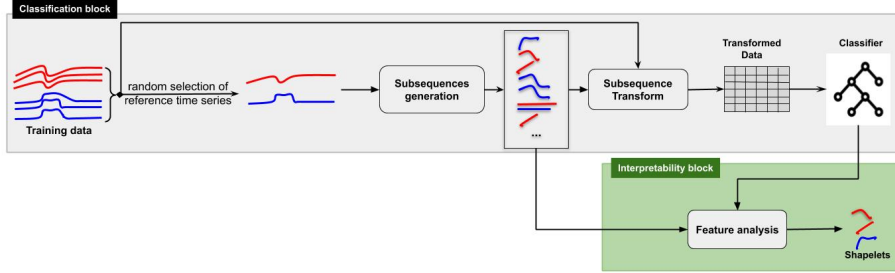 Classification block
Training data
random selection of
reference time series
Subsequences
generation
...
Subsequence
Transform
Transformed
Data
Classifier
Interpretability block
Feature analysis
Shapelets